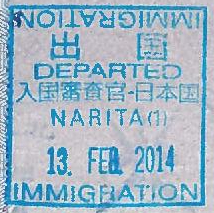 IMMIGRATION
出国
DEPARTED
入国審査官-日本国
NARITA(1)
13. FEB. 2014
IMMIGRATION